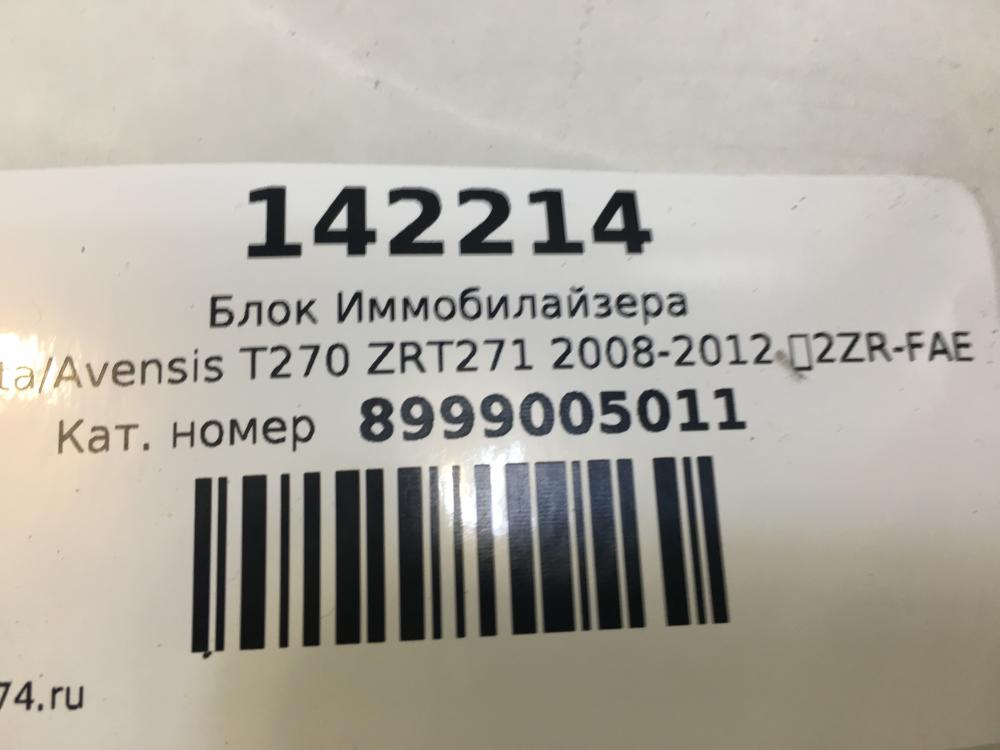 142214
Блок Иммобилайзера
ta/Avensis T270 ZRT271 2008-2012 2ZR-FAE
Кат. номер 8999005011
74.ru